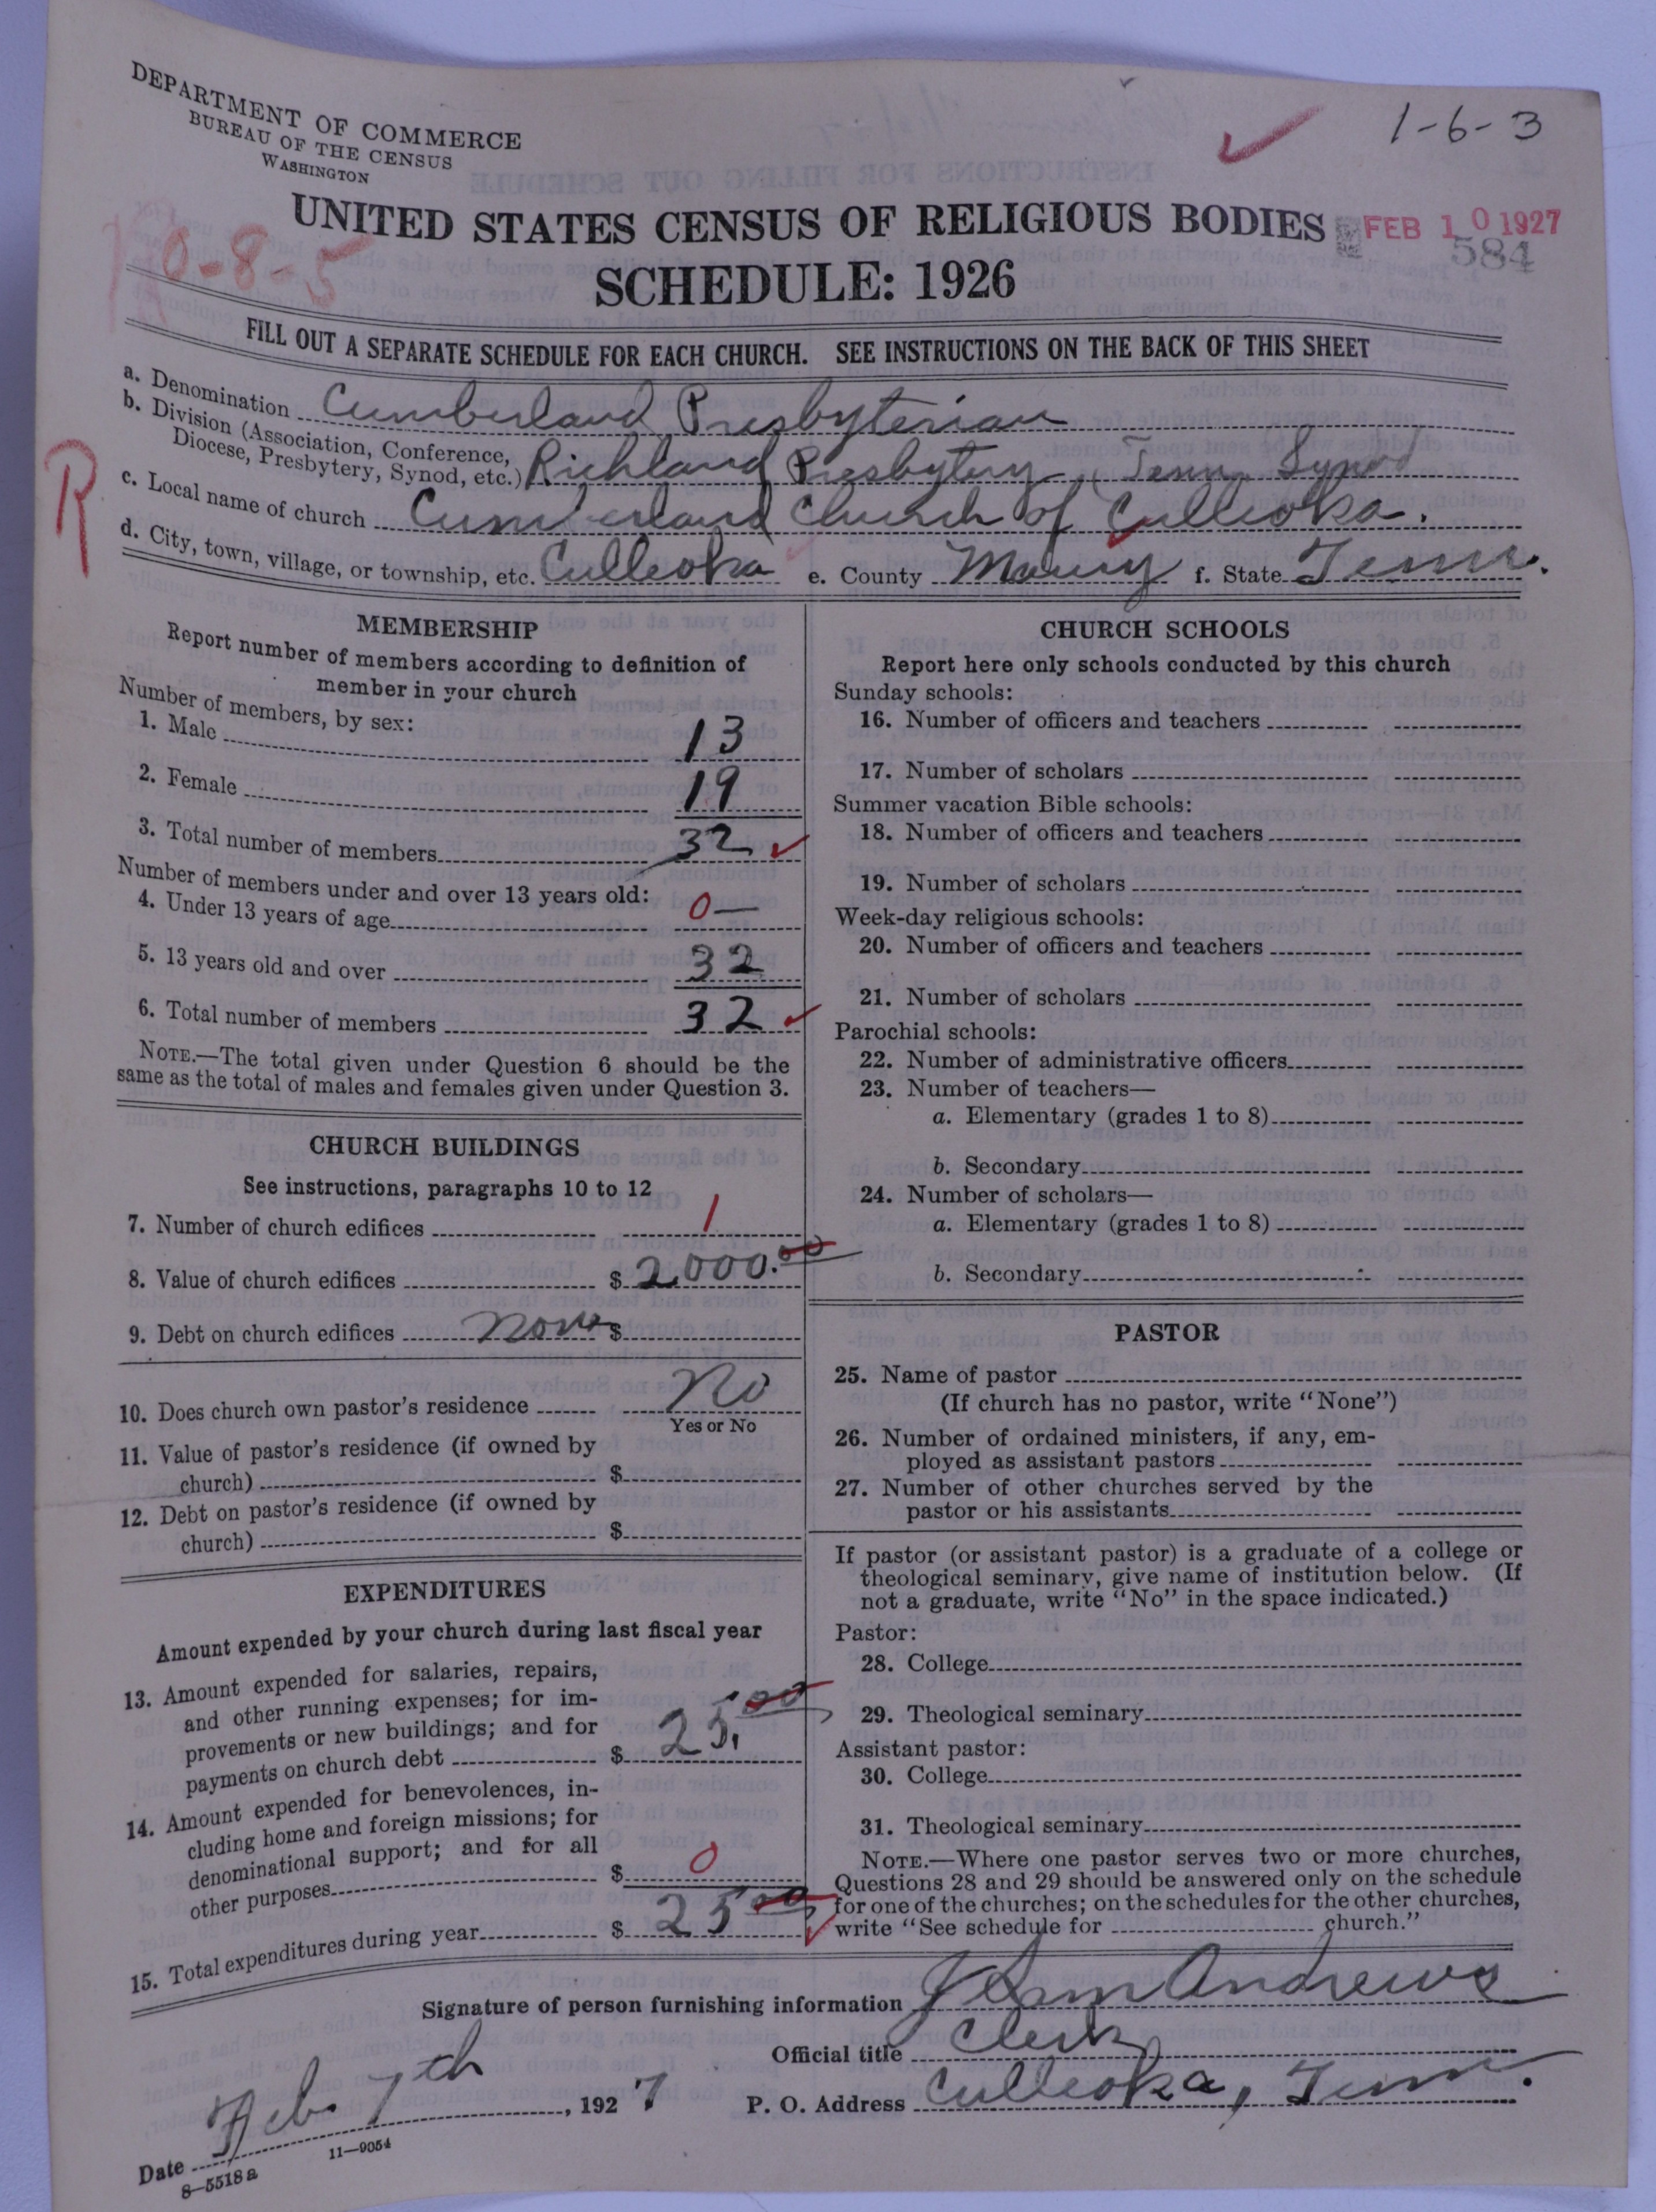 DEPARTMENT OF COMMERCE
BUREAU OF THE CENSUS
WASHINGTON
1-6-3
UNITED STATES CENSUS OF RELIGIOUS BODIES
FEB 10 1927
584
SCHEDULE: 1926
0-8-5
FILL OUT A SEPARATE SCHEDULE FOR EACH CHURCH. SEE INSTRUCTIONS ON THE BACK OF THIS SHEET
a. Denomination Cumberland Presbyterian
b. Division (Association, Conference,
Diocese, Presbytery, Synod, etc.) Richland Presbytery, Tenn. Synod
R
c. Local name of church Cumberland Church of Culleoka.
d. City, town, village, or township, etc. Culleoka e. County Maury f. State Tenn.
MEMBERSHIP
Report number of members according to definition of
member in your church
Number of members, by sex:
1. Male 13
2. Female 19
3. Total number of members 32
Number of members under and over 13 years old:
4. Under 13 years of age 0—
5. 13 years old and over 32
6. Total number of members 32
NOTE.—The total given under Question 6 should be the
same as the total of males and females given under Question 3.
CHURCH BUILDINGS
See instructions, paragraphs 10 to 12
7. Number of church edifices 1
8. Value of church edifices $ 2000.00
9. Debt on church edifices None $
10. Does church own pastor's residence No
Yes or No
11. Value of pastor's residence (if owned by
church) $
12. Debt on pastor's residence (if owned by
church) $
EXPENDITURES
Amount expended by your church during last fiscal year
13. Amount expended for salaries, repairs,
and other running expenses; for im-
provements or new buildings; and for
payments on church debt $ 25.00
14. Amount expended for benevolences, in-
cluding home and foreign missions; for
denominational support; and for all
other purposes $ 0
15. Total expenditures during year $ 25 00
CHURCH SCHOOLS
Report here only schools conducted by this church
Sunday schools:
16. Number of officers and teachers
17. Number of scholars
Summer vacation Bible schools:
18. Number of officers and teachers
19. Number of scholars
Week-day religious schools:
20. Number of officers and teachers
21. Number of scholars
Parochial schools:
22. Number of administrative officers
23. Number of teachers—
a. Elementary (grades 1 to 8)
b. Secondary
24. Number of scholars—
a. Elementary (grades 1 to 8)
b. Secondary
PASTOR
25. Name of pastor
(If church has no pastor, write "None")
26. Number of ordained ministers, if any, em-
ployed as assistant pastors
27. Number of other churches served by the
pastor or his assistants
If pastor (or assistant pastor) is a graduate of a college or
theological seminary, give name of institution below. (If
not a graduate, write "No" in the space indicated.)
Pastor:
28. College
29. Theological seminary
Assistant pastor:
30. College
31. Theological seminary
NOTE.—Where one pastor serves two or more churches,
Questions 28 and 29 should be answered only on the schedule
for one of the churches; on the schedules for the other churches,
write "See schedule for church."
Signature of person furnishing information Andrews
Official title Clerk
Date Feb. 7th, 1927 P. O. Address Culleoka, Tenn.
8—5518a 11—9054